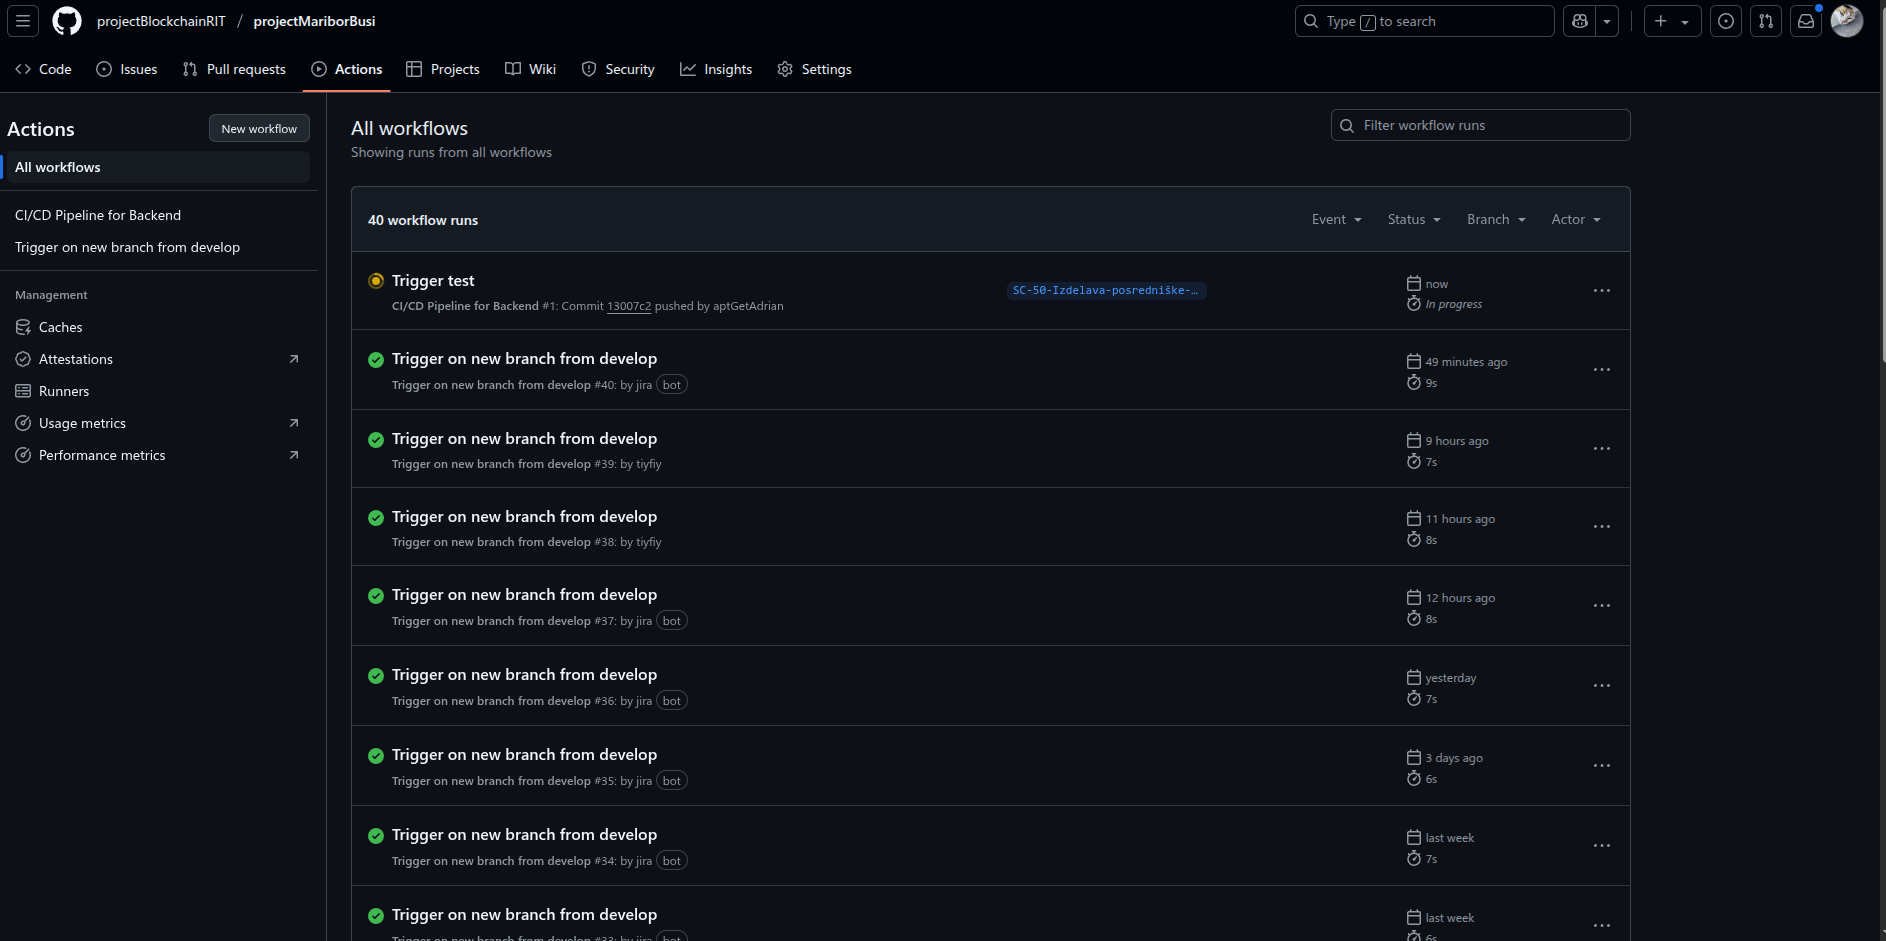 projectBlockchainRIT / projectMariborBusi
Type / to search
Code
Issues
Pull requests
Actions
Projects
Wiki
Security
Insights
Settings
Actions
New workflow
All workflows
CI/CD Pipeline for Backend
Trigger on new branch from develop
Management
Caches
Attestations
Runners
Usage metrics
Performance metrics
All workflows
Showing runs from all workflows
Filter workflow runs
40 workflow runs
Event
Status
Branch
Actor
Trigger test
CI/CD Pipeline for Backend #1: Commit 13007c2 pushed by aptGetAdrian
SC-50-Izdelava-posredniške-…
now
In progress
Trigger on new branch from develop
Trigger on new branch from develop #40: by jira bot
49 minutes ago
9s
Trigger on new branch from develop
Trigger on new branch from develop #39: by tiyfiy
9 hours ago
7s
Trigger on new branch from develop
Trigger on new branch from develop #38: by tiyfiy
11 hours ago
8s
Trigger on new branch from develop
Trigger on new branch from develop #37: by jira bot
12 hours ago
8s
Trigger on new branch from develop
Trigger on new branch from develop #36: by jira bot
yesterday
7s
Trigger on new branch from develop
Trigger on new branch from develop #35: by jira bot
3 days ago
6s
Trigger on new branch from develop
Trigger on new branch from develop #34: by jira bot
last week
7s
Trigger on new branch from develop
Trigger on new branch from develop #33: by jira bot
last week
6s